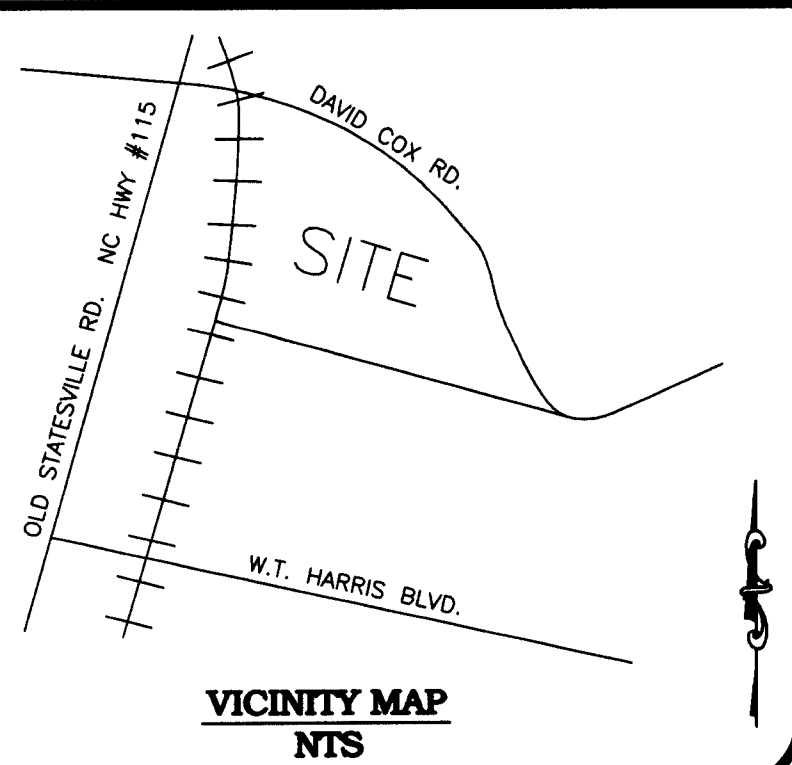 DAVID COX RD.
OLD STATESVILLE RD. NC HWY #115
SITE
W.T. HARRIS BLVD.
VICINITY MAP
NTS